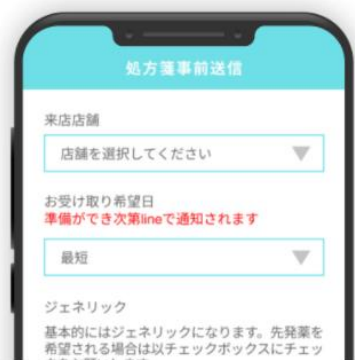 処方箋事前送信
来店店舗
店舗を選択してください
お受け取り希望日
準備ができ次第lineで通知されます
最短
ジェネリック
基本的にはジェネリックになります。先発薬を
希望される場合は以チェックボックスにチェッ